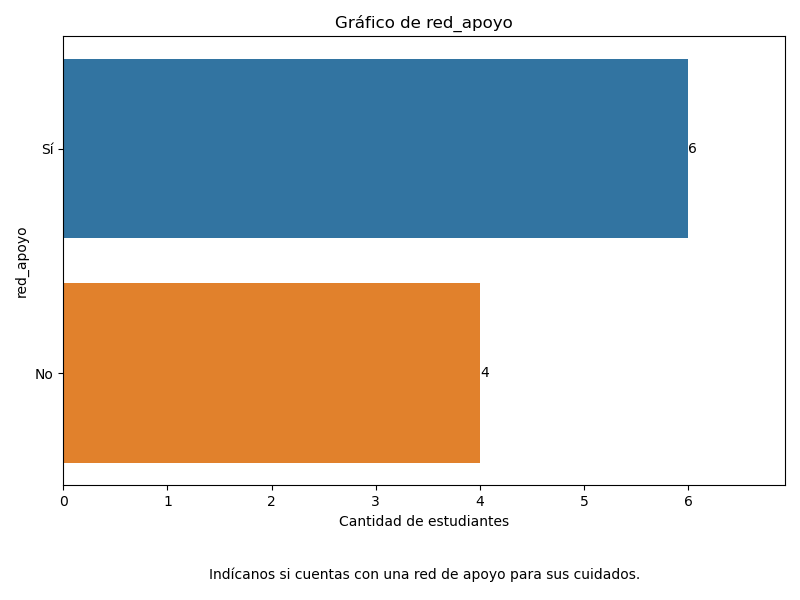 Gráfico de red_apoyo
Sí
6
red_apoyo
No
4
0 1 2 3 4 5 6
Cantidad de estudiantes
Indícanos si cuentas con una red de apoyo para sus cuidados.